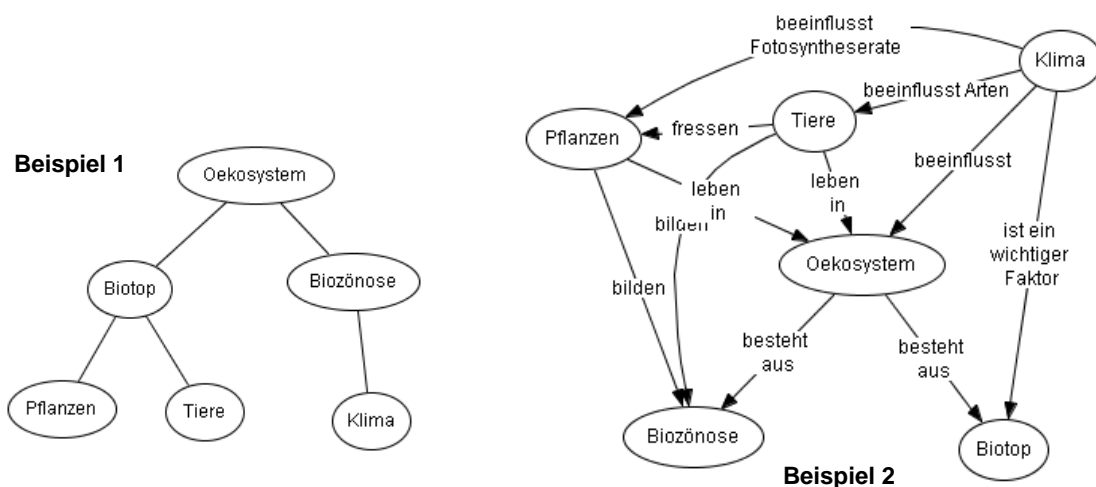 Beispiel 1
Oekosystem
Biotop
Biozönose
Pflanzen
Tiere
Klima
beeinflusst
Fotosyntheserate
Klima
beeinflusst Arten
Tiere
fressen
Pflanzen
beeinflusst
leben
in
leben
in
bilden
ist ein
wichtiger
Faktor
Oekosystem
bilden
besteht
aus
besteht
aus
Biozönose
Biotop
Beispiel 2